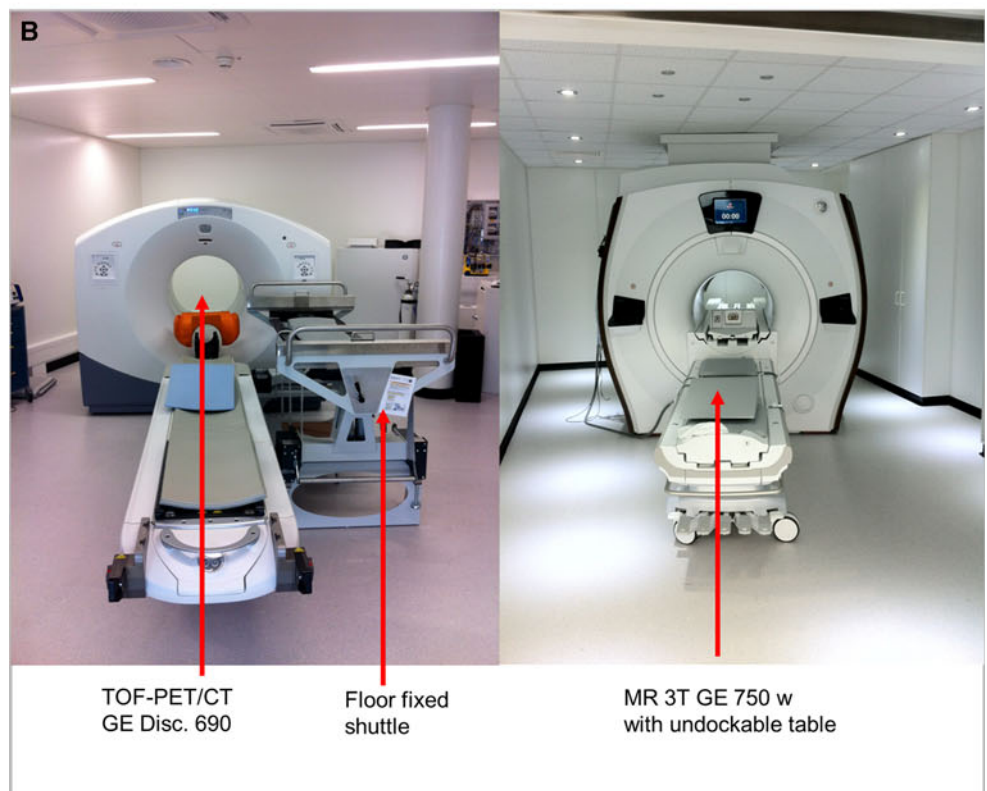 B
00:00
TOF-PET/CT
GE Disc. 690
Floor fixed
shuttle
MR 3T GE 750 w
with undockable table